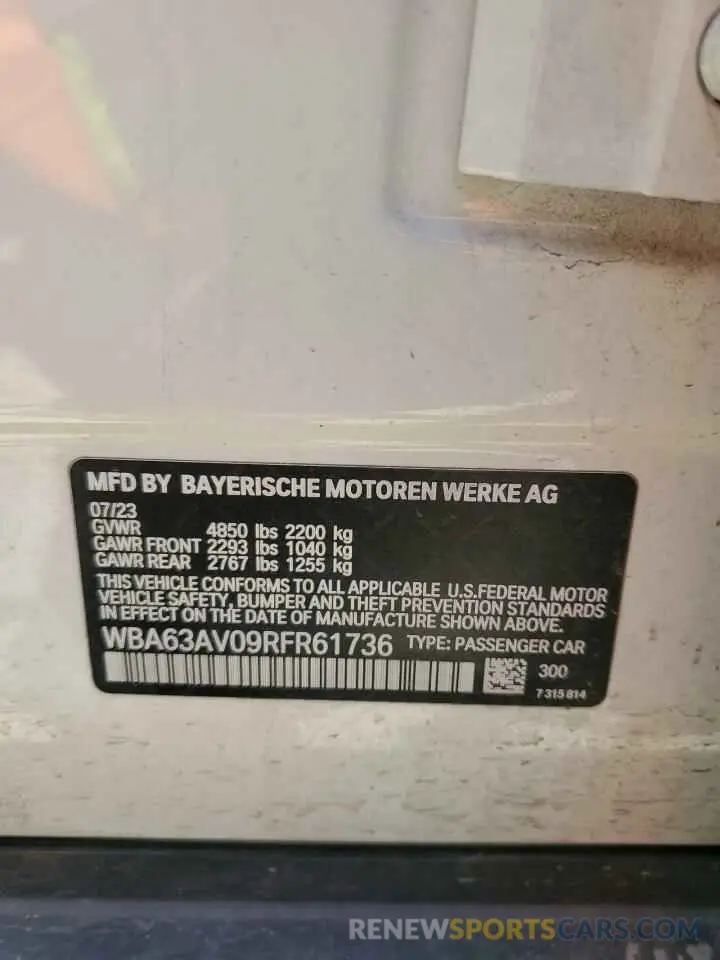 MFD BY BAYERISCHE MOTOREN WERKE AG
07/23
GVWR 4850 lbs 2200 kg
GAWR FRONT 2293 lbs 1040 kg
GAWR REAR 2767 lbs 1255 kg
THIS VEHICLE CONFORMS TO ALL APPLICABLE U.S.FEDERAL MOTOR
VEHICLE SAFETY, BUMPER AND THEFT PREVENTION STANDARDS
IN EFFECT ON THE DATE OF MANUFACTURE SHOWN ABOVE.
WBA63AV09RFR61736 TYPE: PASSENGER CAR
300
7 315 814
RENEWSPORTSCARS.COM